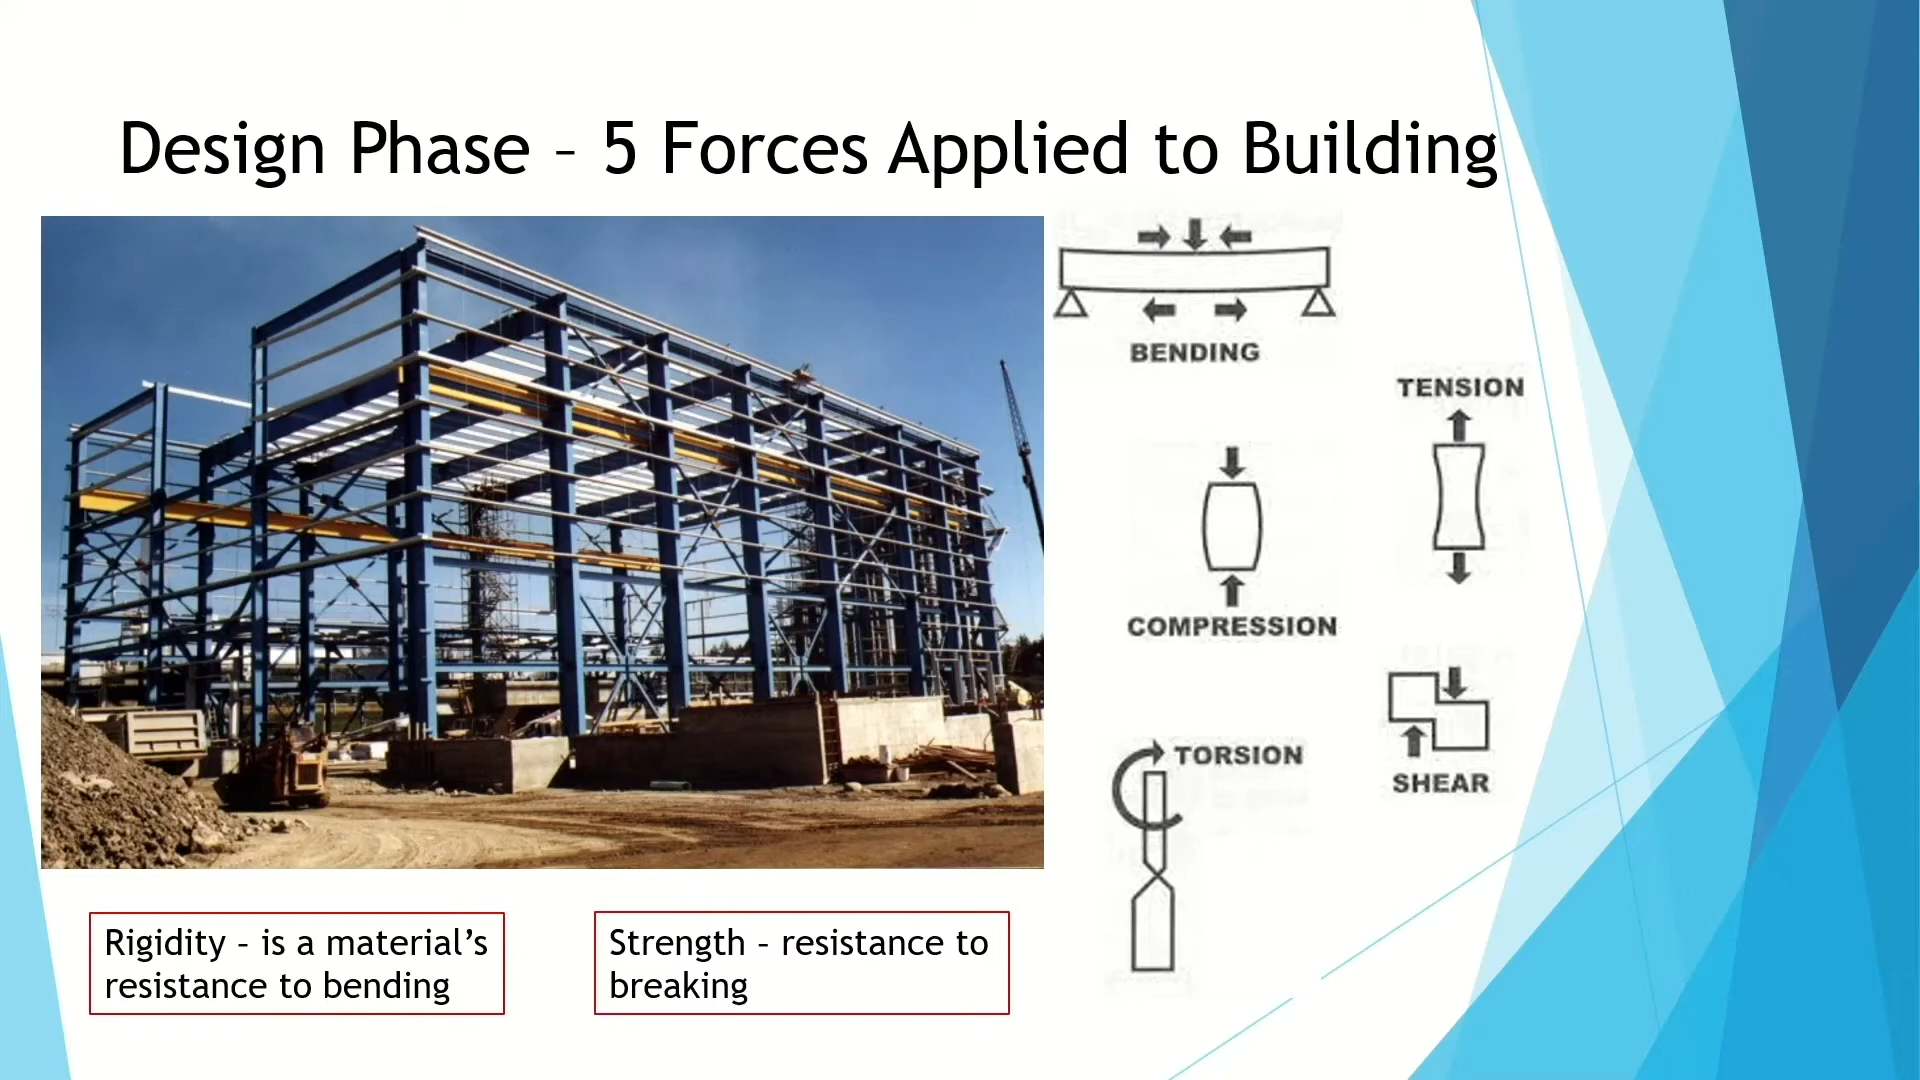 Design Phase – 5 Forces Applied to Building
BENDING
TENSION
COMPRESSION
TORSION
SHEAR
Rigidity – is a material’s
resistance to bending
Strength – resistance to
breaking